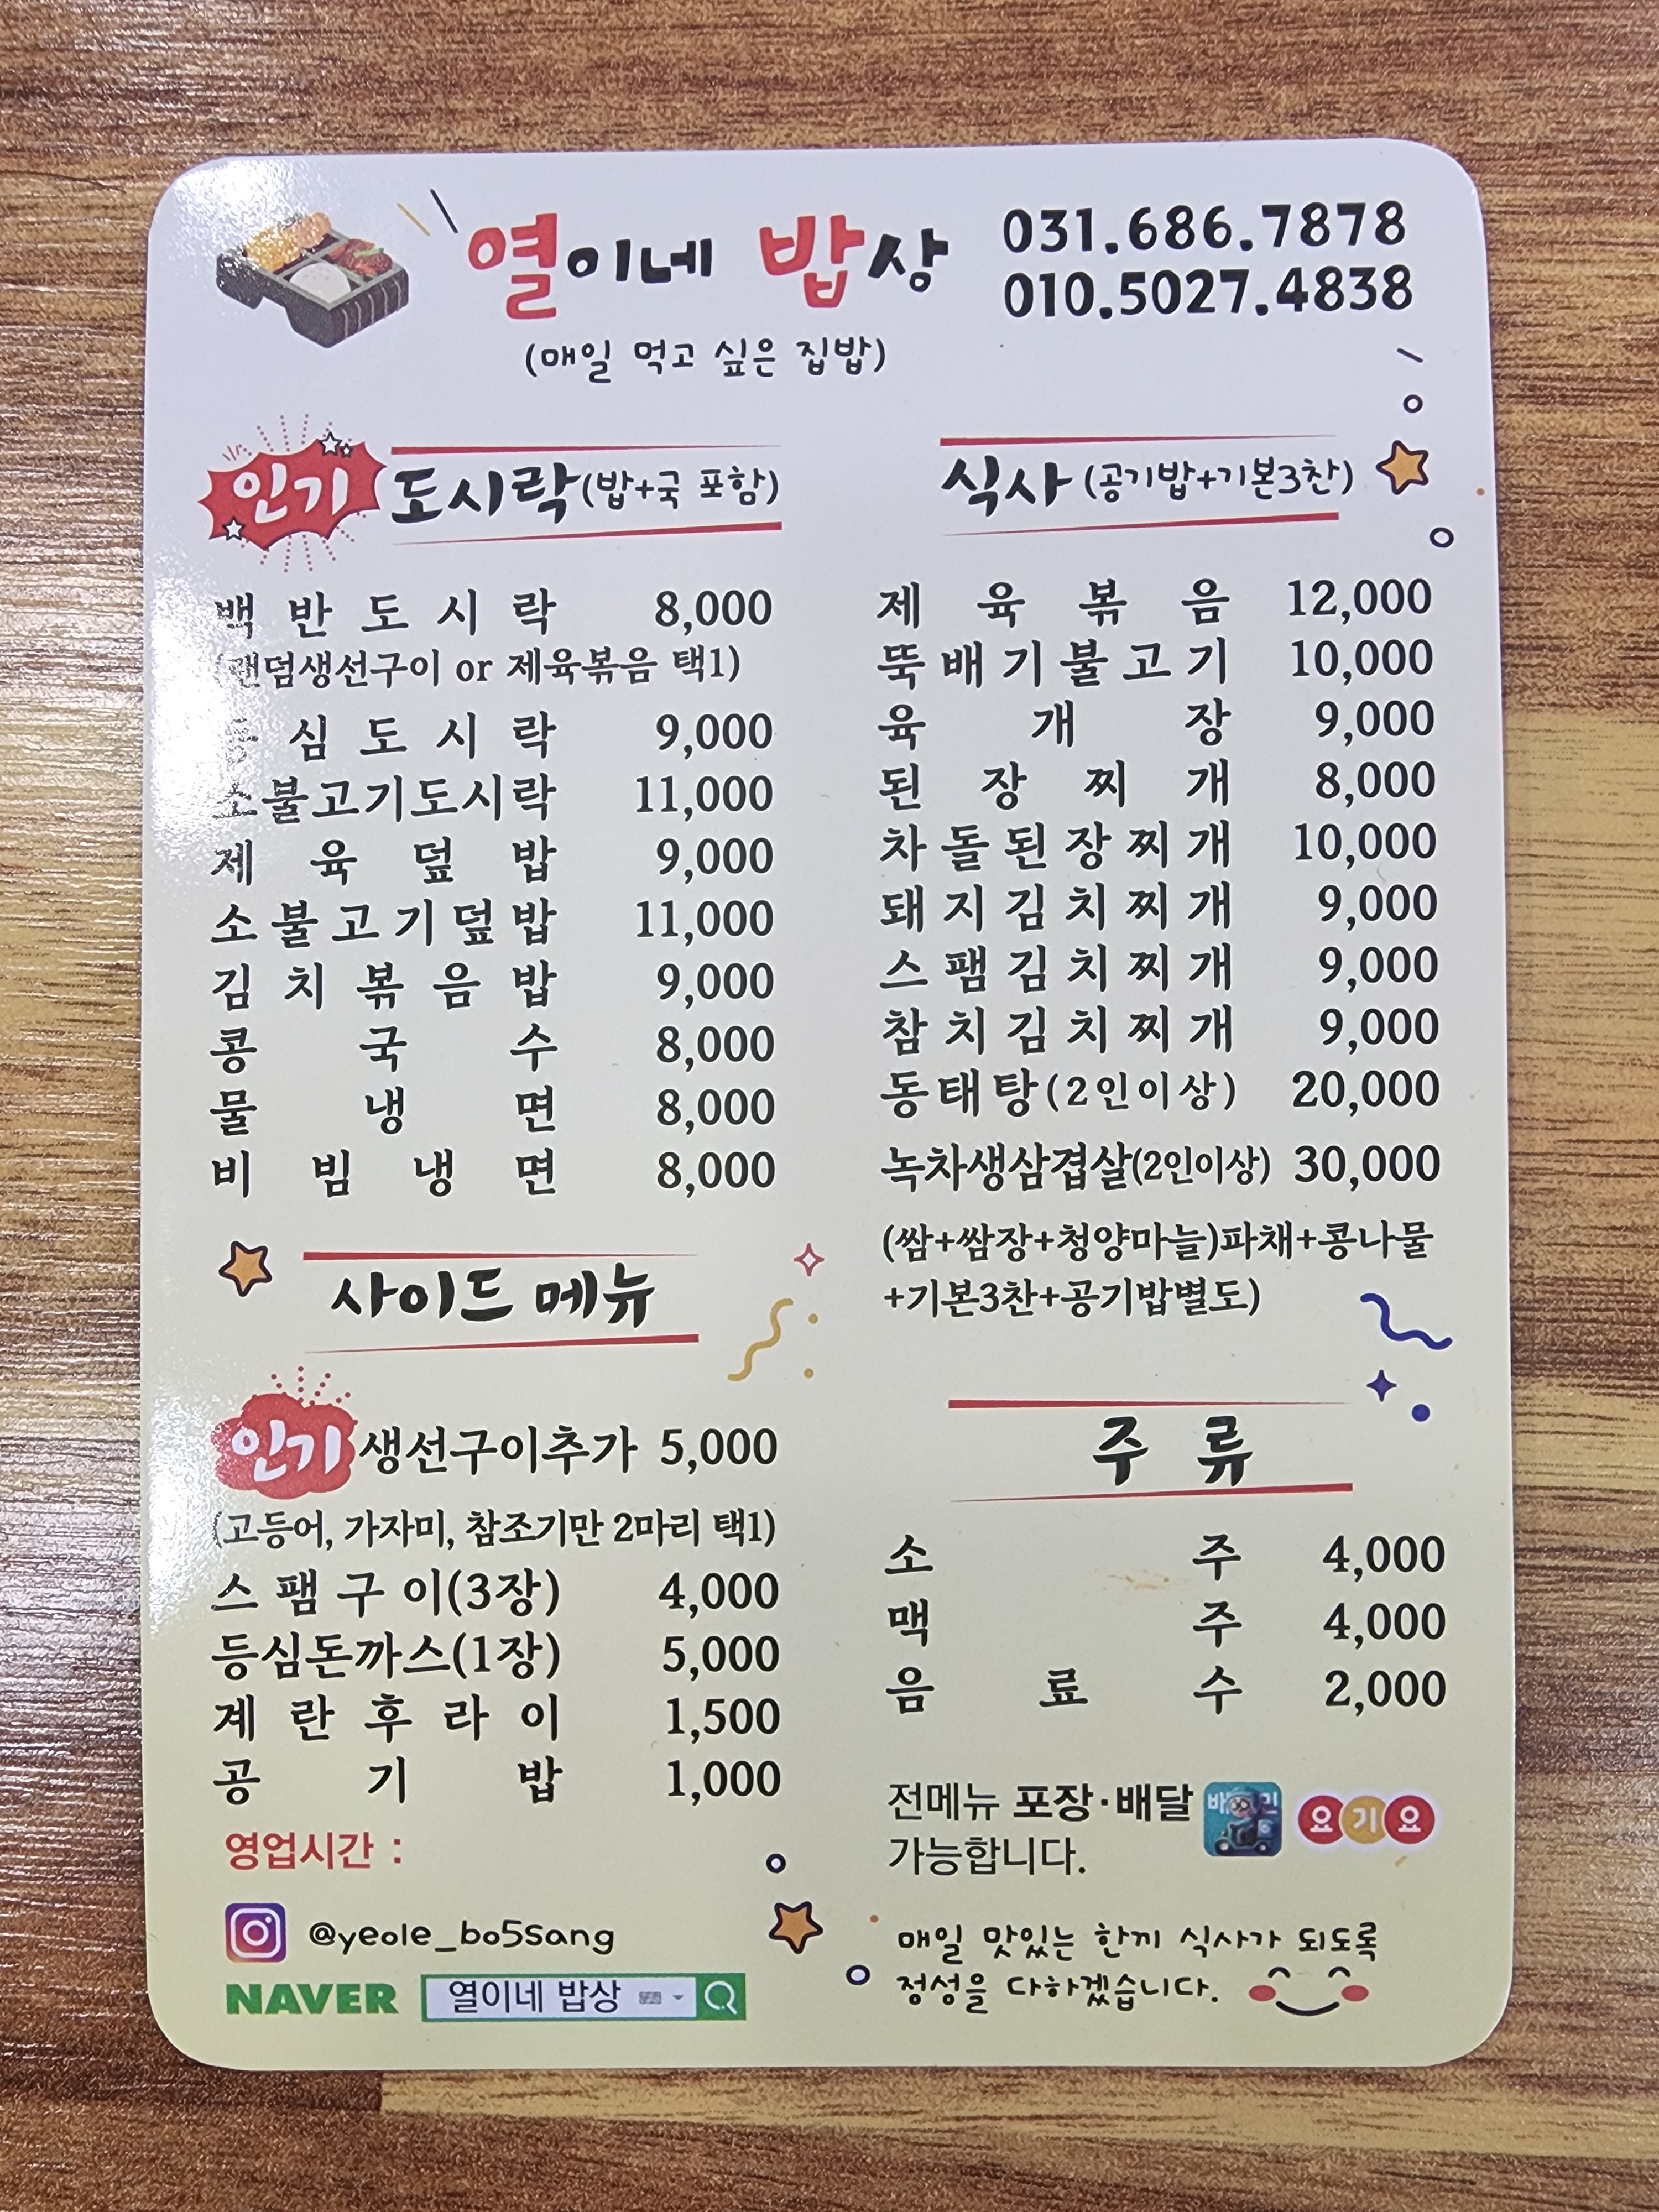 열이네 밥상
(매일 먹고 싶은 집밥)
031.686.7878
010.5027.4838
인기 도시락(밥+국 포함)
백반도시락 8,000
(랜덤생선구이 or 제육볶음 택1)
등심도시락 9,000
소불고기도시락 11,000
제육덮밥 9,000
소불고기덮밥 11,000
김치볶음밥 9,000
콩국수 8,000
물냉면 8,000
비빔냉면 8,000
사이드 메뉴
인기 생선구이추가 5,000
(고등어, 가자미, 참조기만 2마리 택1)
스팸구이(3장) 4,000
등심돈까스(1장) 5,000
계란후라이 1,500
공기밥 1,000
영업시간 :
@yeole_bo5sang
NAVER 열이네 밥상
식사 (공기밥+기본3찬)
제육볶음 12,000
뚝배기불고기 10,000
육개장 9,000
된장찌개 8,000
차돌된장찌개 10,000
돼지김치찌개 9,000
스팸김치찌개 9,000
참치김치찌개 9,000
동태탕(2인이상) 20,000
녹차생삼겹살(2인이상) 30,000
(쌈+쌈장+청양마늘)파채+콩나물
+기본3찬+공기밥별도)
주류
소주 4,000
맥주 4,000
음료수 2,000
전메뉴 포장·배달
가능합니다.
요기요
매일 맛있는 한끼 식사가 되도록
정성을 다하겠습니다.